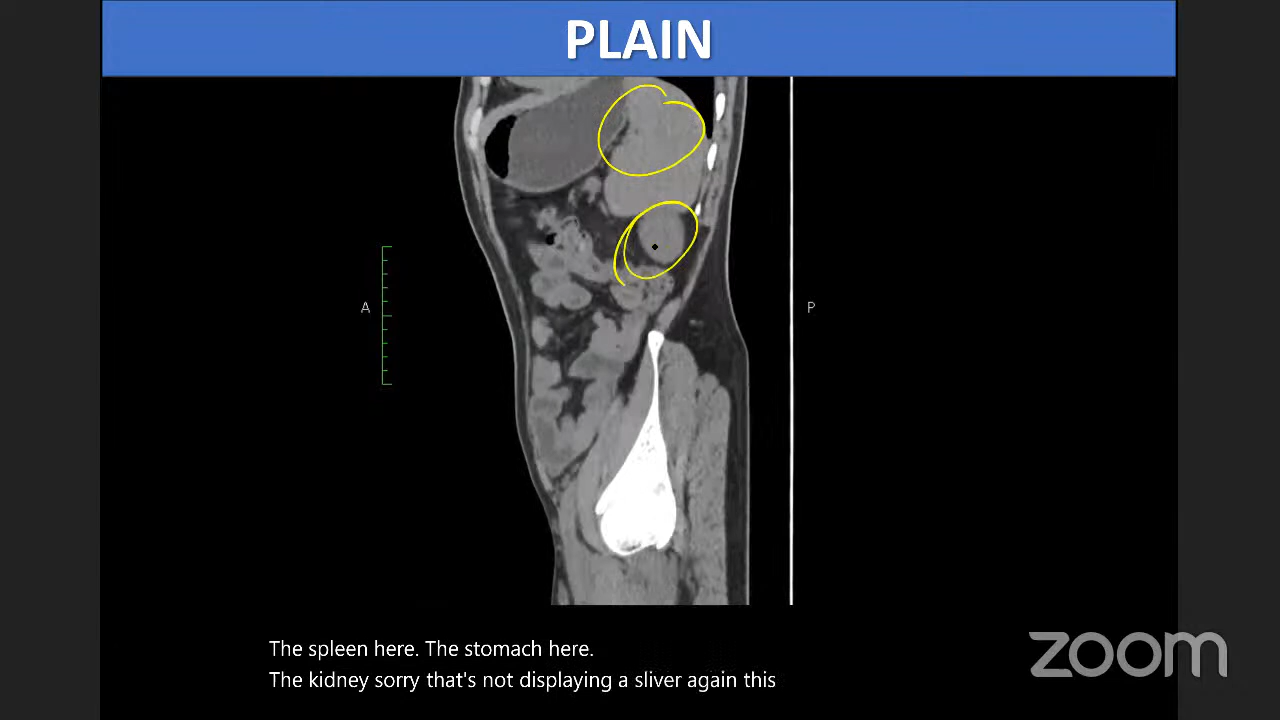 PLAIN
A
P
The spleen here. The stomach here.
The kidney sorry that's not displaying a sliver again this
zoom